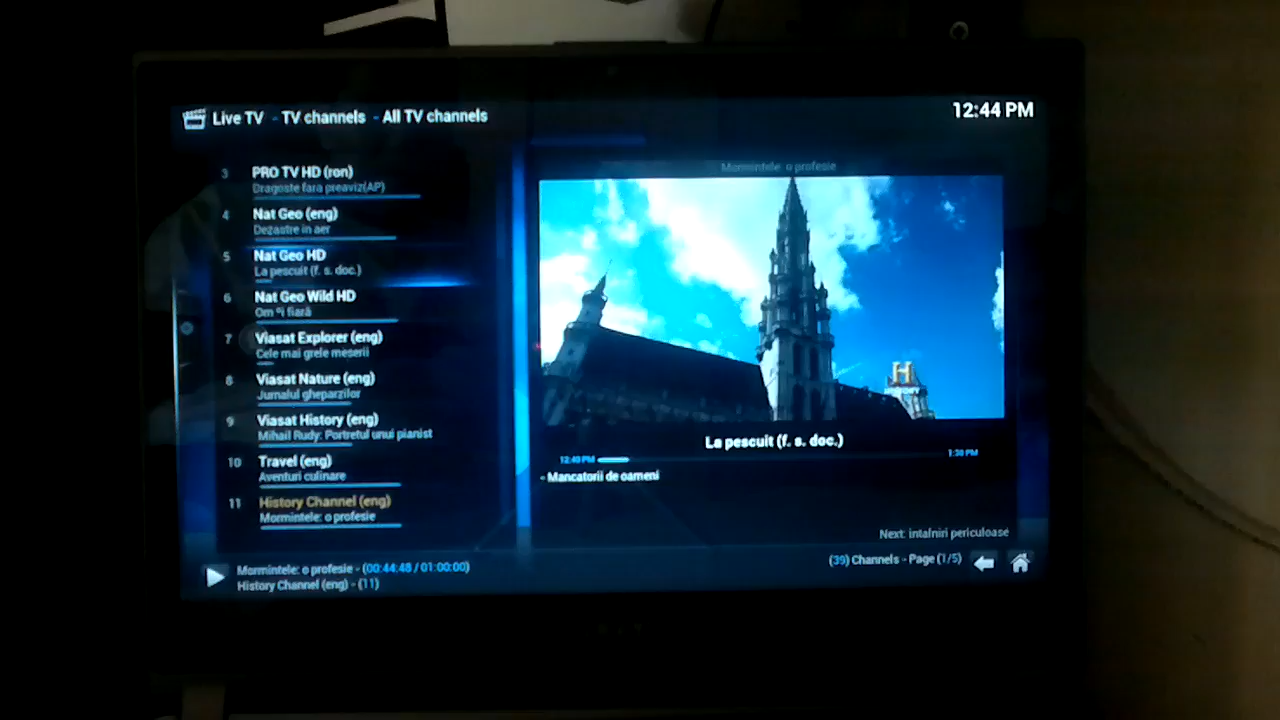 Live TV - TV channels - All TV channels
12:44 PM
3 PRO TV HD (ron)
Dragoste fara preaviz(AP)
4 Nat Geo (eng)
Dezastre in aer
5 Nat Geo HD
La pescuit (f. s. doc.)
6 Nat Geo Wild HD
Om ºi fiară
7 Viasat Explorer (eng)
Cele mai grele meserii
8 Viasat Nature (eng)
Jurnalul gheparzilor
9 Viasat History (eng)
Mihail Rudy: Portretul unui pianist
10 Travel (eng)
Aventuri culinare
11 History Channel (eng)
Mormintele: o profesie
Mormintele: o profesie
H
La pescuit (f. s. doc.)
12:40 PM
1:30 PM
- Mancatorii de oameni
Next: intalniri periculoase
Mormintele: o profesie - (00:44:48 / 01:00:00)
History Channel (eng) - (11)
(39) Channels - Page (1/5)